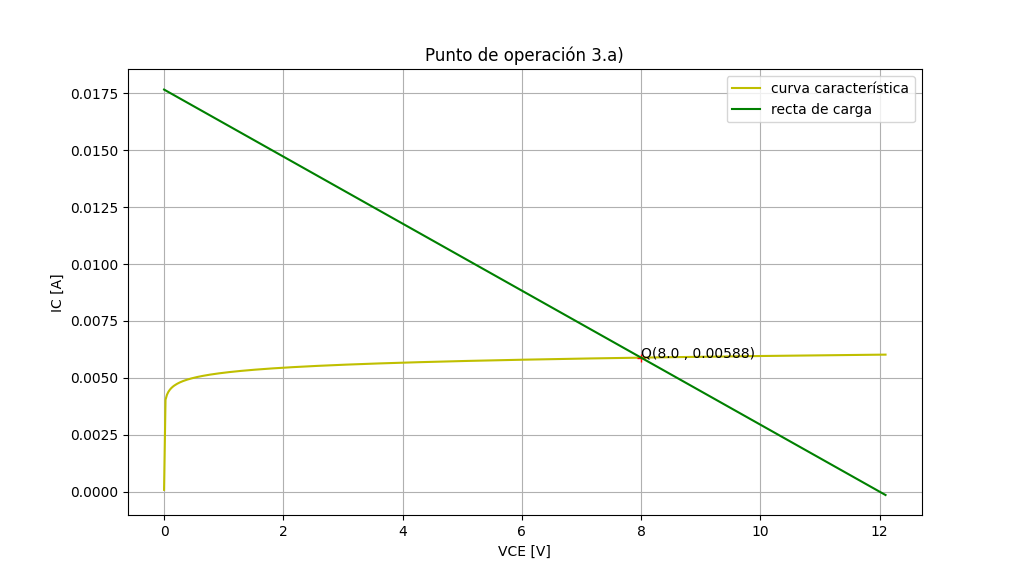 Punto de operación 3.a)
curva característica
recta de carga
0.0175
0.0150
0.0125
0.0100
0.0075
0.0050
0.0025
0.0000
IC [A]
Q(8.0 , 0.00588)
0 2 4 6 8 10 12
VCE [V]